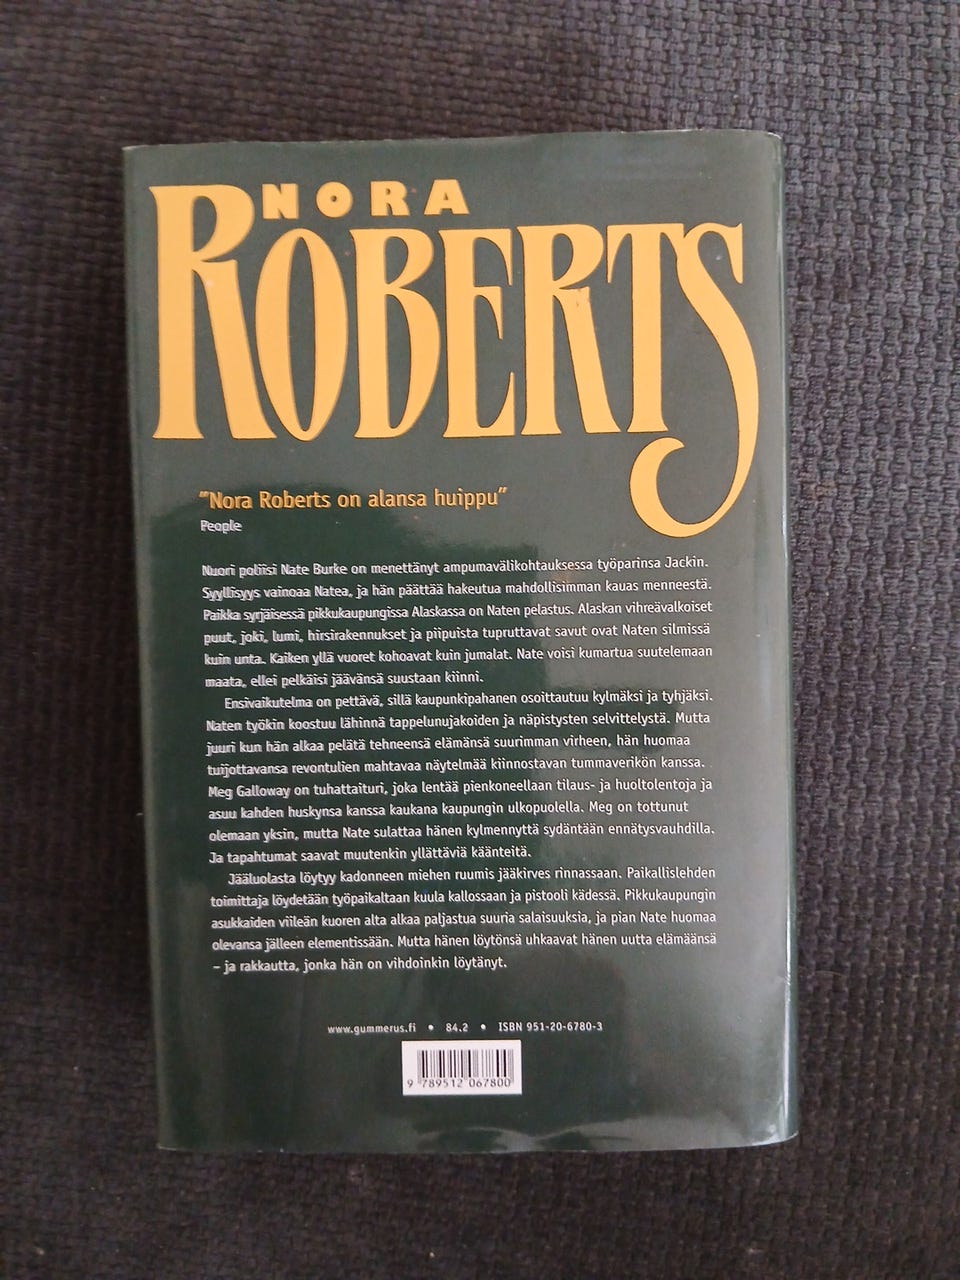 NORA
ROBERTS
"Nora Roberts on alansa huippu"
People
Nuori poliisi Nate Burke on menettänyt ampumavälikohtauksessa työparinsa Jackin.
Syyllisyys vainoaa Natea, ja hän päättää hakeutua mahdollisimman kauas menneestä.
Paikka syrjäisessä pikkukaupungissa Alaskassa on Naten pelastus. Alaskan vihreävalkoiset
puut, joki, lumi, hirsirakennukset ja piipuista tupruttavat savut ovat Naten silmissä
kuin unta. Kaiken yllä vuoret kohoavat kuin jumalat. Nate voisi kumartua suutelemaan
maata, ellei pelkäisi jäävänsä suustaan kiinni.
Ensivaikutelma on pettävä, sillä kaupunkipahanen osoittautuu kylmäksi ja tyhjäksi.
Naten työkin koostuu lähinnä tappelunujakoiden ja näpistysten selvittelystä. Mutta
juuri kun hän alkaa pelätä tehneensä elämänsä suurimman virheen, hän huomaa
tuijottavansa revontulien mahtavaa näytelmää kiinnostavan tummaverikön kanssa.
Meg Galloway on tuhattaituri, joka lentää pienkoneellaan tilaus- ja huoltolentoja ja
asuu kahden huskynsa kanssa kaukana kaupungin ulkopuolella. Meg on tottunut
olemaan yksin, mutta Nate sulattaa hänen kylmennyttä sydäntään ennätysvauhdilla.
Ja tapahtumat saavat muutenkin yllättäviä käänteitä.
Jääluolasta löytyy kadonneen miehen ruumis jääkirves rinnassaan. Paikallislehden
toimittaja löydetään työpaikaltaan kuula kallossaan ja pistooli kädessä. Pikkukaupungin
asukkaiden viileän kuoren alta alkaa paljastua suuria salaisuuksia, ja pian Nate huomaa
olevansa jälleen elementissään. Mutta hänen löytönsä uhkaavat hänen uutta elämäänsä
– ja rakkautta, jonka hän on vihdoinkin löytänyt.
www.gummerus.fi • 84.2 • ISBN 951-20-6780-3
9 789512 067800